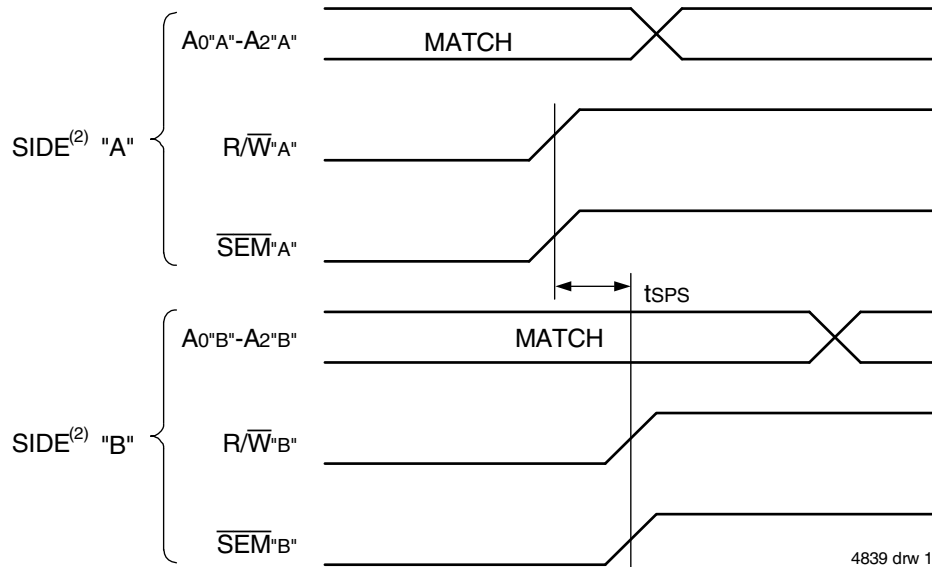 A0"A"-A2"A"
MATCH
SIDE(2) "A"
R/W"A"
SEM"A"
tSPS
A0"B"-A2"B"
MATCH
SIDE(2) "B"
R/W"B"
SEM"B"
4839 drw 1